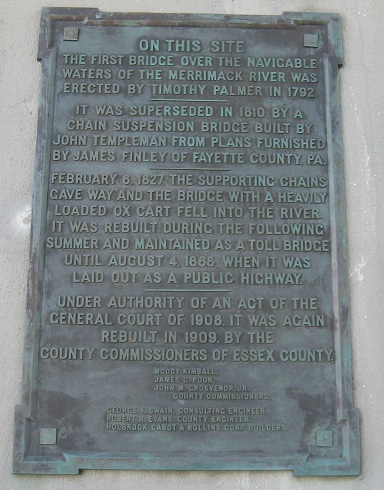 ON THIS SITE
THE FIRST BRIDGE OVER THE NAVIGABLE
WATERS OF THE MERRIMACK RIVER WAS
ERECTED BY TIMOTHY PALMER IN 1792
IT WAS SUPERSEDED IN 1810 BY A
CHAIN SUSPENSION BRIDGE BUILT BY
JOHN TEMPLEMAN FROM PLANS FURNISHED
BY JAMES FINLEY OF FAYETTE COUNTY, PA.
FEBRUARY 6, 1827, THE SUPPORTING CHAINS
GAVE WAY AND THE BRIDGE WITH A HEAVILY
LOADED OX CART FELL INTO THE RIVER.
IT WAS REBUILT DURING THE FOLLOWING
SUMMER AND MAINTAINED AS A TOLL BRIDGE
UNTIL AUGUST 4, 1868, WHEN IT WAS
LAID OUT AS A PUBLIC HIGHWAY.
UNDER AUTHORITY OF AN ACT OF THE
GENERAL COURT OF 1908, IT WAS AGAIN
REBUILT, IN 1909, BY THE
COUNTY COMMISSIONERS OF ESSEX COUNTY.
MOODY KIMBALL,
JAMES C. POOR,
JOHN M. GROSVENOR, JR.
COUNTY COMMISSIONERS.
GEORGE F. SWAIN, CONSULTING ENGINEER.
ROBERT R. EVANS, COUNTY ENGINEER.
HOLBROOK CABOT & ROLLINS CORP. BUILDERS.